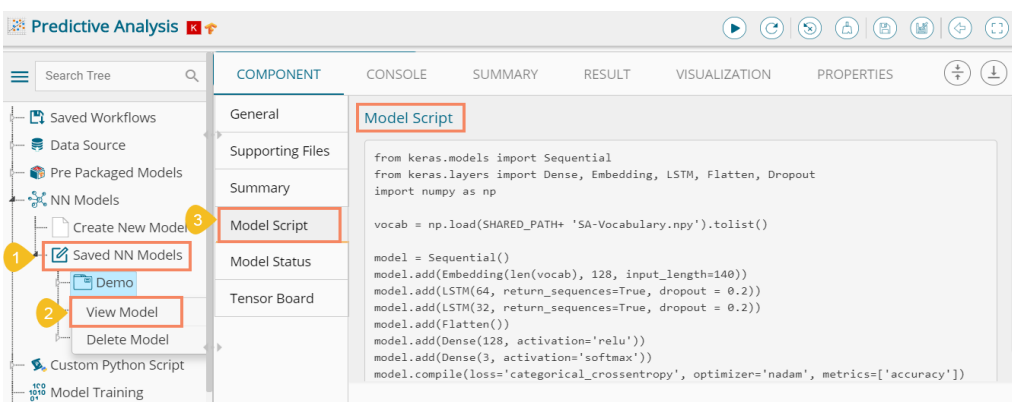 Predictive Analysis K
Search Tree
Saved Workflows
Data Source
Pre Packaged Models
NN Models
Create New Model
1 Saved NN Models
Demo
2 View Model
Delete Model
Custom Python Script
Model Training
COMPONENT CONSOLE SUMMARY RESULT VISUALIZATION PROPERTIES
General
Supporting Files
Summary
3 Model Script
Model Status
Tensor Board
Model Script
from keras.models import Sequential
from keras.layers import Dense, Embedding, LSTM, Flatten, Dropout
import numpy as np
vocab = np.load(SHARED_PATH+ 'SA-Vocabulary.npy').tolist()
model = Sequential()
model.add(Embedding(len(vocab), 128, input_length=140))
model.add(LSTM(64, return_sequences=True, dropout = 0.2))
model.add(LSTM(32, return_sequences=True, dropout = 0.2))
model.add(Flatten())
model.add(Dense(128, activation='relu'))
model.add(Dense(3, activation='softmax'))
model.compile(loss='categorical_crossentropy', optimizer='nadam', metrics=['accuracy'])